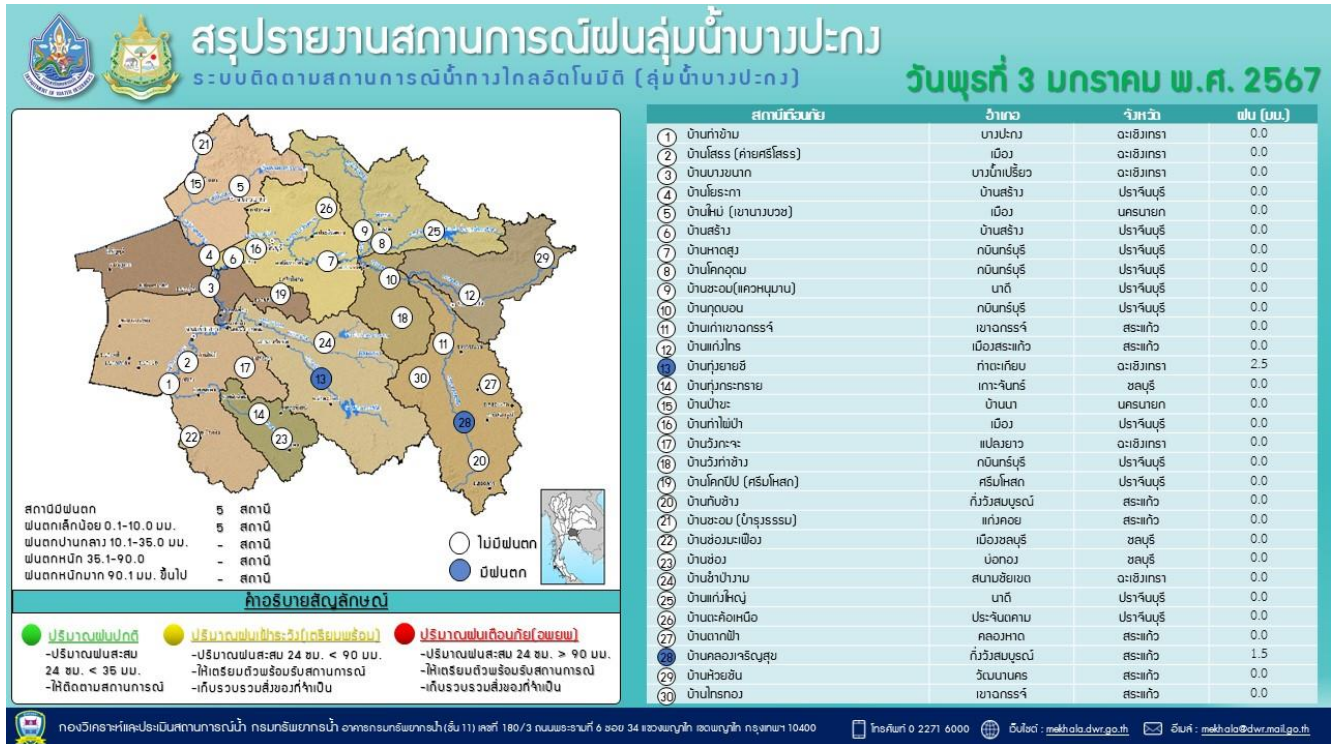 สรุปรายงานสถานการณ์ฝนลุ่มน้ำบางปะกง
ระบบติดตามสถานการณ์น้ำทางไกลอัตโนมัติ (ลุ่มน้ำบางปะกง)
วันพุธที่ 3 มกราคม พ.ศ. 2567
สถานีเตือนภัย อำเภอ จังหวัด ฝน (มม.)
1 บ้านท่าข้าม บางปะกง ฉะเชิงเทรา 0.0
2 บ้านโสธร (ค่ายศรีโสธร) เมือง ฉะเชิงเทรา 0.0
3 บ้านบางขนาก บางน้ำเปรี้ยว ฉะเชิงเทรา 0.0
4 บ้านโยธะกา บ้านสร้าง ปราจีนบุรี 0.0
5 บ้านใหม่ (เขานางบวช) เมือง นครนายก 0.0
6 บ้านสร้าง บ้านสร้าง ปราจีนบุรี 0.0
7 บ้านหาดสูง กบินทร์บุรี ปราจีนบุรี 0.0
8 บ้านโคกอุดม กบินทร์บุรี ปราจีนบุรี 0.0
9 บ้านซะอม(แควหนุมาน) นาดี ปราจีนบุรี 0.0
10 บ้านกุดบอน กบินทร์บุรี ปราจีนบุรี 0.0
11 บ้านเก่าเขาฉกรรจ์ เขาฉกรรจ์ สระแก้ว 0.0
12 บ้านแก่งไทร เมืองสระแก้ว สระแก้ว 0.0
13 บ้านทุ่งยายชี ท่าตะเกียบ ฉะเชิงเทรา 2.5
14 บ้านทุ่งกระทราย เกาะจันทร์ ชลบุรี 0.0
15 บ้านป่าขะ บ้านนา นครนายก 0.0
16 บ้านท่าไผ่ป่า เมือง ปราจีนบุรี 0.0
17 บ้านวังกะจะ แปลงยาว ฉะเชิงเทรา 0.0
18 บ้านวังท่าช้าง กบินทร์บุรี ปราจีนบุรี 0.0
19 บ้านโคกปีป (ศรีมโหสถ) ศรีมโหสถ ปราจีนบุรี 0.0
20 บ้านทับช้าง กิ่งวังสมบูรณ์ สระแก้ว 0.0
21 บ้านซะอม (บำรุงธรรม) แก่งคอย สระแก้ว 0.0
22 บ้านช่องมะเฟือง เมืองชลบุรี ชลบุรี 0.0
23 บ้านช่อง บ่อทอง ชลบุรี 0.0
24 บ้านชำป่างาม สนามชัยเขต ฉะเชิงเทรา 0.0
25 บ้านแก่งใหญ่ นาดี ปราจีนบุรี 0.0
26 บ้านตะค้อเหนือ ประจันตคาม ปราจีนบุรี 0.0
27 บ้านตากฟ้า คลองหาด สระแก้ว 0.0
28 บ้านคลองเจริญสุข กิ่งวังสมบูรณ์ สระแก้ว 1.5
29 บ้านห้วยชัน วัฒนานคร สระแก้ว 0.0
30 บ้านไทรทอง เขาฉกรรจ์ สระแก้ว 0.0
สถานีมีฝนตก 5 สถานี
ฝนตกเล็กน้อย 0.1-10.0 มม. 5 สถานี
ฝนตกปานกลาง 10.1-35.0 มม. - สถานี
ฝนตกหนัก 35.1-90.0 - สถานี
ฝนตกหนักมาก 90.1 มม. ขึ้นไป - สถานี
ไม่มีฝนตก
มีฝนตก
คำอธิบายสัญลักษณ์
ปริมาณฝนปกติ
-ปริมาณฝนสะสม
24 ชม. < 35 มม.
-ให้ติดตามสถานการณ์
ปริมาณฝนเฝ้าระวัง(เตรียมพร้อม)
-ปริมาณฝนสะสม 24 ชม. < 90 มม.
-ให้เตรียมตัวพร้อมรับสถานการณ์
-เก็บรวบรวมสิ่งของที่จำเป็น
ปริมาณฝนเตือนภัย(อพยพ)
-ปริมาณฝนสะสม 24 ชม. > 90 มม.
-ให้เตรียมตัวพร้อมรับสถานการณ์
-เก็บรวบรวมสิ่งของที่จำเป็น
กองวิเคราะห์และประเมินสถานการณ์น้ำ กรมทรัพยากรน้ำ อาคารกรมทรัพยากรน้ำ(ชั้น 11) เลขที่ 180/3 ถนนพระรามที่ 6 ซอย 34 แขวงพญาไท เขตพญาไท กรุงเทพฯ 10400
โทรศัพท์ 0 2271 6000
เว็บไซต์ : mekhala.dwr.go.th
อีเมล์ : mekhala@dwr.mail.go.th